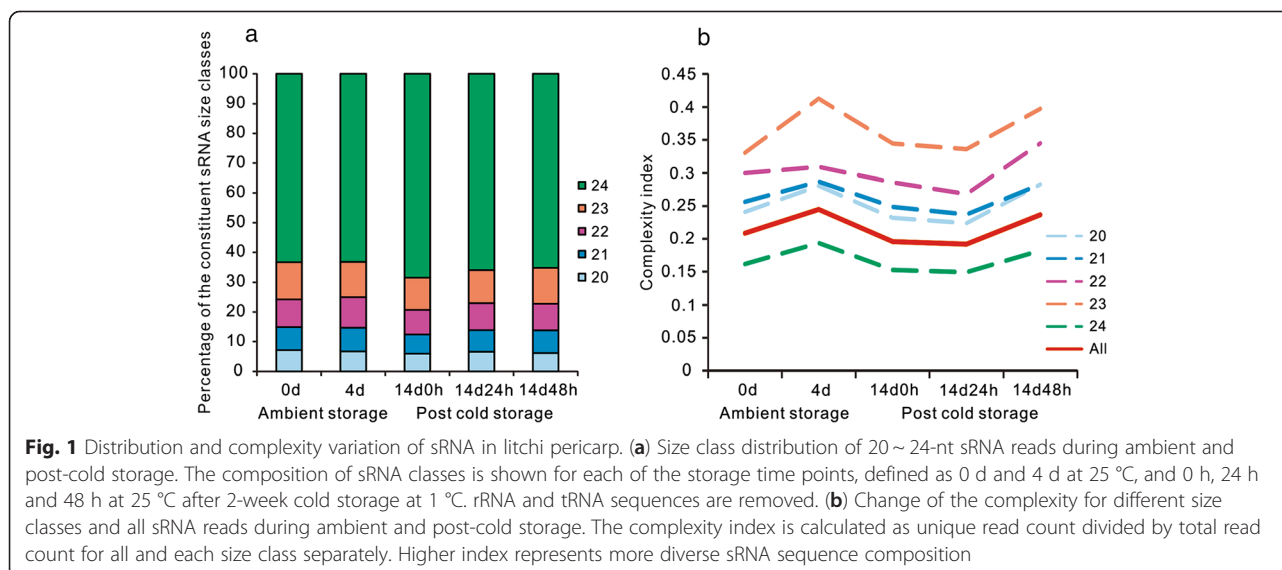 a
Percentage of the constituent sRNA size classes
100
90
80
70
60
50
40
30
20
10
0
24
23
22
21
20
0d 4d 14d0h 14d24h 14d48h
Ambient storage Post cold storage
b
Complexity index
0.45
0.4
0.35
0.3
0.25
0.2
0.15
0.1
0.05
0
20
21
22
23
24
All
0d 4d 14d0h 14d24h 14d48h
Ambient storage Post cold storage
Fig. 1 Distribution and complexity variation of sRNA in litchi pericarp. (a) Size class distribution of 20 ~ 24-nt sRNA reads during ambient and
post-cold storage. The composition of sRNA classes is shown for each of the storage time points, defined as 0 d and 4 d at 25 °C, and 0 h, 24 h
and 48 h at 25 °C after 2-week cold storage at 1 °C. rRNA and tRNA sequences are removed. (b) Change of the complexity for different size
classes and all sRNA reads during ambient and post-cold storage. The complexity index is calculated as unique read count divided by total read
count for all and each size class separately. Higher index represents more diverse sRNA sequence composition